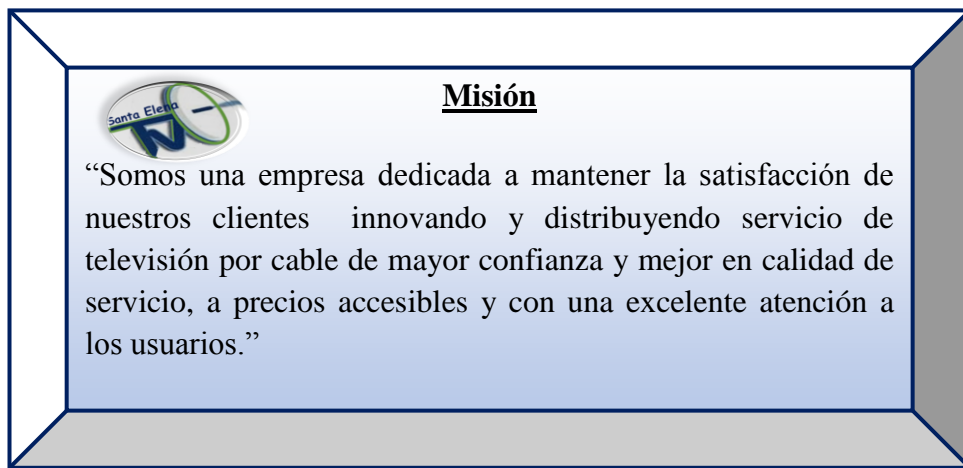 Santa Elena
TV
Misión
“Somos una empresa dedicada a mantener la satisfacción de
nuestros clientes innovando y distribuyendo servicio de
televisión por cable de mayor confianza y mejor en calidad de
servicio, a precios accesibles y con una excelente atención a
los usuarios.”